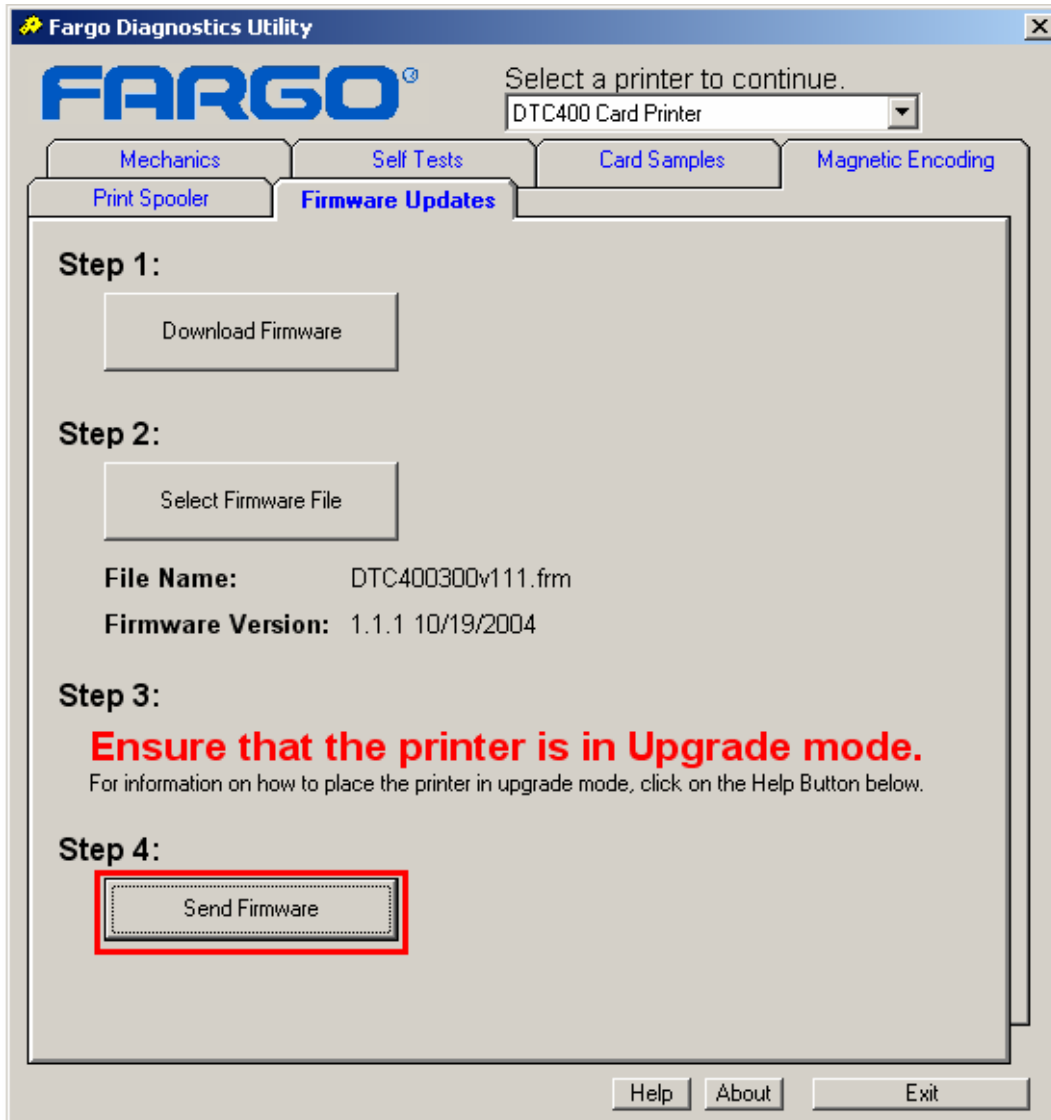 Fargo Diagnostics Utility
FARGO®
Select a printer to continue.
DTC400 Card Printer
Mechanics
Self Tests
Card Samples
Magnetic Encoding
Print Spooler
Firmware Updates
Step 1:
Download Firmware
Step 2:
Select Firmware File
File Name: DTC400300v111.frm
Firmware Version: 1.1.1 10/19/2004
Step 3:
Ensure that the printer is in Upgrade mode.
For information on how to place the printer in upgrade mode, click on the Help Button below.
Step 4:
Send Firmware
Help
About
Exit